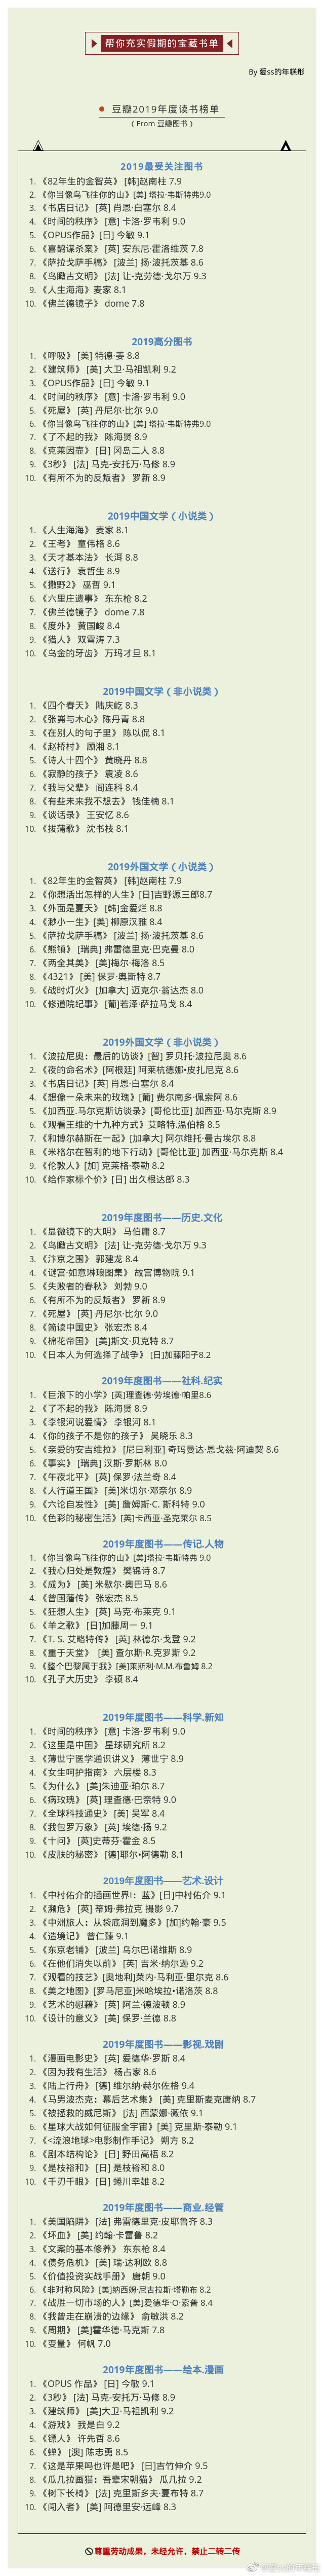 帮你充实假期的宝藏书单
By 爱ss的年糕彤
豆瓣2019年度读书榜单
（From 豆瓣图书）
2019最受关注图书
1. 《82年生的金智英》 [韩]赵南柱 7.9
2. 《你当像鸟飞往你的山》[美] 塔拉·韦斯特弗9.0
3. 《书店日记》 [英] 肖恩·白塞尔 8.4
4. 《时间的秩序》 [意] 卡洛·罗韦利 9.0
5. 《OPUS作品》[日] 今敏 9.1
6. 《喜鹊谋杀案》 [英] 安东尼·霍洛维茨 7.8
7. 《萨拉戈萨手稿》 [波兰] 扬·波托茨基 8.6
8. 《鸟瞰古文明》 [法] 让-克劳德·戈尔万 9.3
9. 《人生海海》麦家 8.1
10. 《佛兰德镜子》 dome 7.8
2019高分图书
1. 《呼吸》 [美] 特德·姜 8.8
2. 《建筑师》 [美] 大卫·马祖凯利 9.2
3. 《OPUS作品》[日] 今敏 9.1
4. 《时间的秩序》 [意] 卡洛·罗韦利 9.0
5. 《死屋》 [英] 丹尼尔·比尔 9.0
6. 《你当像鸟飞往你的山》[美] 塔拉·韦斯特弗9.0
7. 《了不起的我》 陈海贤 8.9
8. 《克莱因壶》 [日] 冈岛二人 8.8
9. 《3秒》 [法] 马克-安托万·马修 8.9
10. 《有所不为的反叛者》 罗新 8.9
2019中国文学（小说类）
1. 《人生海海》 麦家 8.1
2. 《王考》 童伟格 8.6
3. 《天才基本法》 长洱 8.8
4. 《送行》 袁哲生 8.9
5. 《撒野2》 巫哲 9.1
6. 《六里庄遗事》 东东枪 8.2
7. 《佛兰德镜子》 dome 7.8
8. 《度外》 黄国峻 8.4
9. 《猎人》 双雪涛 7.3
10. 《乌金的牙齿》 万玛才旦 8.1
2019中国文学（非小说类）
1. 《四个春天》 陆庆屹 8.3
2. 《张岪与木心》陈丹青 8.8
3. 《在别人的句子里》 陈以侃 8.1
4. 《赵桥村》 顾湘 8.1
5. 《诗人十四个》 黄晓丹 8.8
6. 《寂静的孩子》 袁凌 8.6
7. 《我与父辈》 阎连科 8.4
8. 《有些未来我不想去》 钱佳楠 8.1
9. 《谈话录》 王安忆 8.6
10. 《拔蒲歌》 沈书枝 8.1
2019外国文学（小说类）
1. 《82年生的金智英》 [韩]赵南柱 7.9
2. 《你想活出怎样的人生》[日]吉野源三郎8.7
3. 《外面是夏天》 [韩]金爱烂 8.8
4. 《渺小一生》[美] 柳原汉雅 8.4
5. 《萨拉戈萨手稿》 [波兰] 扬·波托茨基 8.6
6. 《熊镇》 [瑞典] 弗雷德里克·巴克曼 8.0
7. 《两全其美》 [美]梅尔·梅洛 8.5
8. 《4321》 [美] 保罗·奥斯特 8.7
9. 《战时灯火》 [加拿大] 迈克尔·翁达杰 8.0
10. 《修道院纪事》 [葡]若泽·萨拉马戈 8.4
2019外国文学（非小说类）
1. 《波拉尼奥：最后的访谈》[智] 罗贝托·波拉尼奥 8.6
2. 《夜的命名术》[阿根廷] 阿莱杭德娜•皮扎尼克 8.6
3. 《书店日记》[英] 肖恩·白塞尔 8.4
4. 《想像一朵未来的玫瑰》[葡] 费尔南多·佩索阿 8.6
5. 《加西亚.马尔克斯访谈录》[哥伦比亚] 加西亚·马尔克斯 8.9
6. 《观看王维的十九种方式》艾略特.温伯格 8.5
7. 《和博尔赫斯在一起》[加拿大] 阿尔维托·曼古埃尔 8.8
8. 《米格尔在智利的地下行动》[哥伦比亚] 加西亚·马尔克斯 8.4
9. 《伦敦人》[加] 克莱格·泰勒 8.2
10. 《给作家标个价》[日] 出久根达郎 8.3
2019年度图书——历史.文化
1. 《显微镜下的大明》 马伯庸 8.7
2. 《鸟瞰古文明》 [法] 让-克劳德·戈尔万 9.3
3. 《汴京之围》 郭建龙 8.4
4. 《谜宫·如意琳琅图集》 故宫博物院 9.1
5. 《失败者的春秋》 刘勃 9.0
6. 《有所不为的反叛者》 罗新 8.9
7. 《死屋》 [英] 丹尼尔·比尔 9.0
8. 《简读中国史》 张宏杰 8.4
9. 《棉花帝国》 [美]斯文·贝克特 8.7
10. 《日本人为何选择了战争》 [日]加藤阳子8.2
2019年度图书——社科.纪实
1. 《巨浪下的小学》[英]理查德·劳埃德·帕里8.6
2. 《了不起的我》 陈海贤 8.9
3. 《李银河说爱情》 李银河 8.1
4. 《你的孩子不是你的孩子》 吴晓乐 8.3
5. 《亲爱的安吉维拉》 [尼日利亚] 奇玛曼达·恩戈兹·阿迪契 8.6
6. 《事实》 [瑞典] 汉斯·罗斯林 8.0
7. 《午夜北平》 [英] 保罗·法兰奇 8.4
8. 《人行道王国》 [美]米切尔·邓奈尔 8.9
9. 《六论自发性》 [美] 詹姆斯·C. 斯科特 9.0
10. 《色彩的秘密生活》[英]卡西亚·圣克莱尔 8.5
2019年度图书——传记.人物
1. 《你当像鸟飞往你的山》[美]塔拉·韦斯特弗 9.0
2. 《我心归处是敦煌》 樊锦诗 8.7
3. 《成为》 [美] 米歇尔·奥巴马 8.6
4. 《曾国藩传》 张宏杰 8.5
5. 《狂想人生》 [英] 马克·布莱克 9.1
6. 《羊之歌》 [日]加藤周一 9.1
7. 《T. S. 艾略特传》 [英] 林德尔·戈登 9.2
8. 《重于天堂》 [美] 查尔斯·R.克罗斯 9.2
9. 《整个巴黎属于我》[美]莱斯利·M.M.布鲁姆 8.2
10. 《孔子大历史》 李硕 8.4
2019年度图书——科学.新知
1. 《时间的秩序》 [意] 卡洛·罗韦利 9.0
2. 《这里是中国》 星球研究所 8.2
3. 《薄世宁医学通识讲义》 薄世宁 8.9
4. 《女生呵护指南》 六层楼 8.3
5. 《为什么》 [美]朱迪亚·珀尔 8.7
6. 《病玫瑰》 [英] 理查德·巴奈特 9.0
7. 《全球科技通史》 [美] 吴军 8.4
8. 《我包罗万象》 [英] 埃德·扬 9.2
9. 《十问》 [英]史蒂芬·霍金 8.5
10. 《皮肤的秘密》 [德]耶尔•阿德勒 8.1
2019年度图书——艺术.设计
1. 《中村佑介的插画世界Ⅰ：蓝》[日]中村佑介 9.1
2. 《濒危》 [英] 蒂姆·弗拉克 摄影 9.7
3. 《中洲旅人：从袋底洞到魔多》[加]约翰·豪 9.5
4. 《造境记》 曾仁臻 9.1
5. 《东京老铺》 [波兰] 乌尔巴诺维斯 8.9
6. 《在他们消失以前》 [英] 吉米·纳尔逊 9.2
7. 《观看的技艺》[奥地利]莱内·马利亚·里尔克 8.6
8. 《美之地图》[罗马尼亚]米哈埃拉•诺洛茨 8.8
9. 《艺术的慰藉》 [英] 阿兰·德波顿 8.9
10. 《设计的意义》 [美] 保罗·兰德 8.8
2019年度图书——影视.戏剧
1. 《漫画电影史》 [英] 爱德华·罗斯 8.4
2. 《因为我有生活》 杨占家 8.6
3. 《陆上行舟》 [德] 维尔纳·赫尔佐格 9.4
4. 《马男波杰克：幕后艺术集》 [美] 克里斯麦克唐纳 8.7
5. 《被拯救的威尼斯》 [法] 西蒙娜·薇依 9.1
6. 《星球大战如何征服全宇宙》[美] 克里斯·泰勒 9.1
7. 《<流浪地球>电影制作手记》 朔方 8.2
8. 《剧本结构论》 [日] 野田高梧 8.2
9. 《是枝裕和》 [日] 是枝裕和 8.0
10. 《千刃千眼》 [日] 蜷川幸雄 8.2
2019年度图书——商业.经管
1. 《美国陷阱》 [法] 弗雷德里克·皮耶鲁齐 8.3
2. 《坏血》 [美] 约翰·卡雷鲁 8.2
3. 《文案的基本修养》 东东枪 8.4
4. 《债务危机》 [美] 瑞·达利欧 8.8
5. 《价值投资实战手册》 唐朝 9.0
6. 《非对称风险》[美]纳西姆·尼古拉斯·塔勒布 8.2
7. 《战胜一切市场的人》[美]爱德华·O·索普 8.4
8. 《我曾走在崩溃的边缘》 俞敏洪 8.2
9. 《周期》 [美]霍华德·马克斯 7.8
10. 《变量》 何帆 7.0
2019年度图书——绘本.漫画
1. 《OPUS 作品》 [日] 今敏 9.1
2. 《3秒》 [法] 马克-安托万·马修 8.9
3. 《建筑师》 [美]大卫·马祖凯利 9.2
4. 《游戏》 我是白 9.2
5. 《镖人》 许先哲 8.6
6. 《蝉》 [澳] 陈志勇 8.5
7. 《这是苹果吗也许是吧》 [日]吉竹伸介 9.5
8. 《瓜几拉画猫：吾辈宋朝猫》 瓜几拉 9.2
9. 《树下长椅》 [法] 克里斯多夫·夏布特 8.7
10. 《闯入者》 [美] 阿德里安·远峰 8.3
尊重劳动成果，未经允许，禁止二转二传